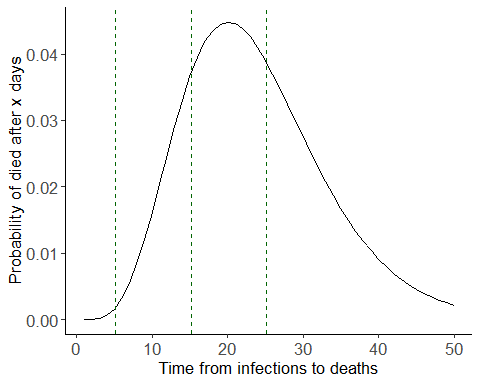 Probability of died after x days
0.04
0.03
0.02
0.01
0.00
0 10 20 30 40 50
Time from infections to deaths